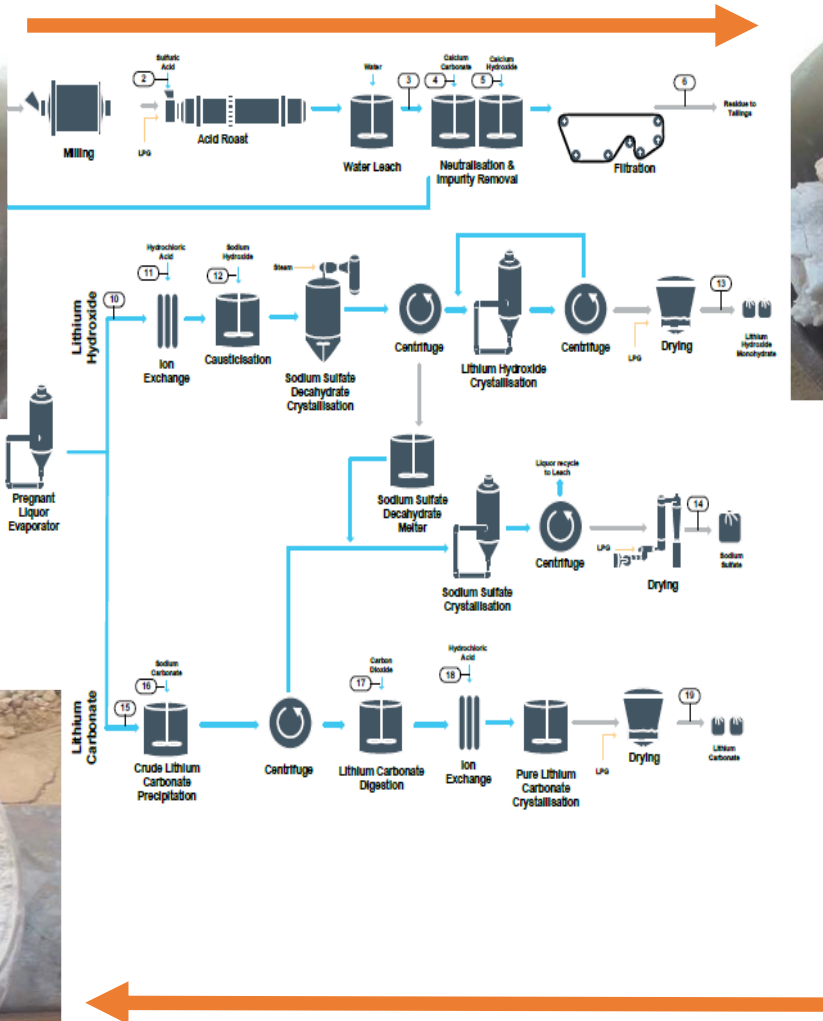 Sulfuric
Acid
2
Water
3
Calcium
Carbonate
4
Calcium
Hydroxide
5
6
Residue to
Tailings
LPG
Milling
Acid Roast
Water Leach
Neutralisation &
Impurity Removal
Filtration
Lithium
Hydroxide
10
Hydrochloric
Acid
11
Sodium
Hydroxide
12
Steam
13
Ion
Exchange
Causticisation
Sodium Sulfate
Decahydrate
Crystallisation
Centrifuge
Lithium Hydroxide
Crystallisation
Centrifuge
LPG
Drying
Lithium
Hydroxide
Monohydrate
Pregnant
Liquor
Evaporator
Sodium Sulfate
Decahydrate
Melter
Liquor recycle
to Leach
Sodium Sulfate
Crystallisation
Centrifuge
LPG
Drying
14
Sodium
Sulfate
Lithium
Carbonate
15
Sodium
Carbonate
16
Carbon
Dioxide
17
Hydrochloric
Acid
18
19
Crude Lithium
Carbonate
Precipitation
Centrifuge
Lithium Carbonate
Digestion
Ion
Exchange
Pure Lithium
Carbonate
Crystallisation
LPG
Drying
Lithium
Carbonate